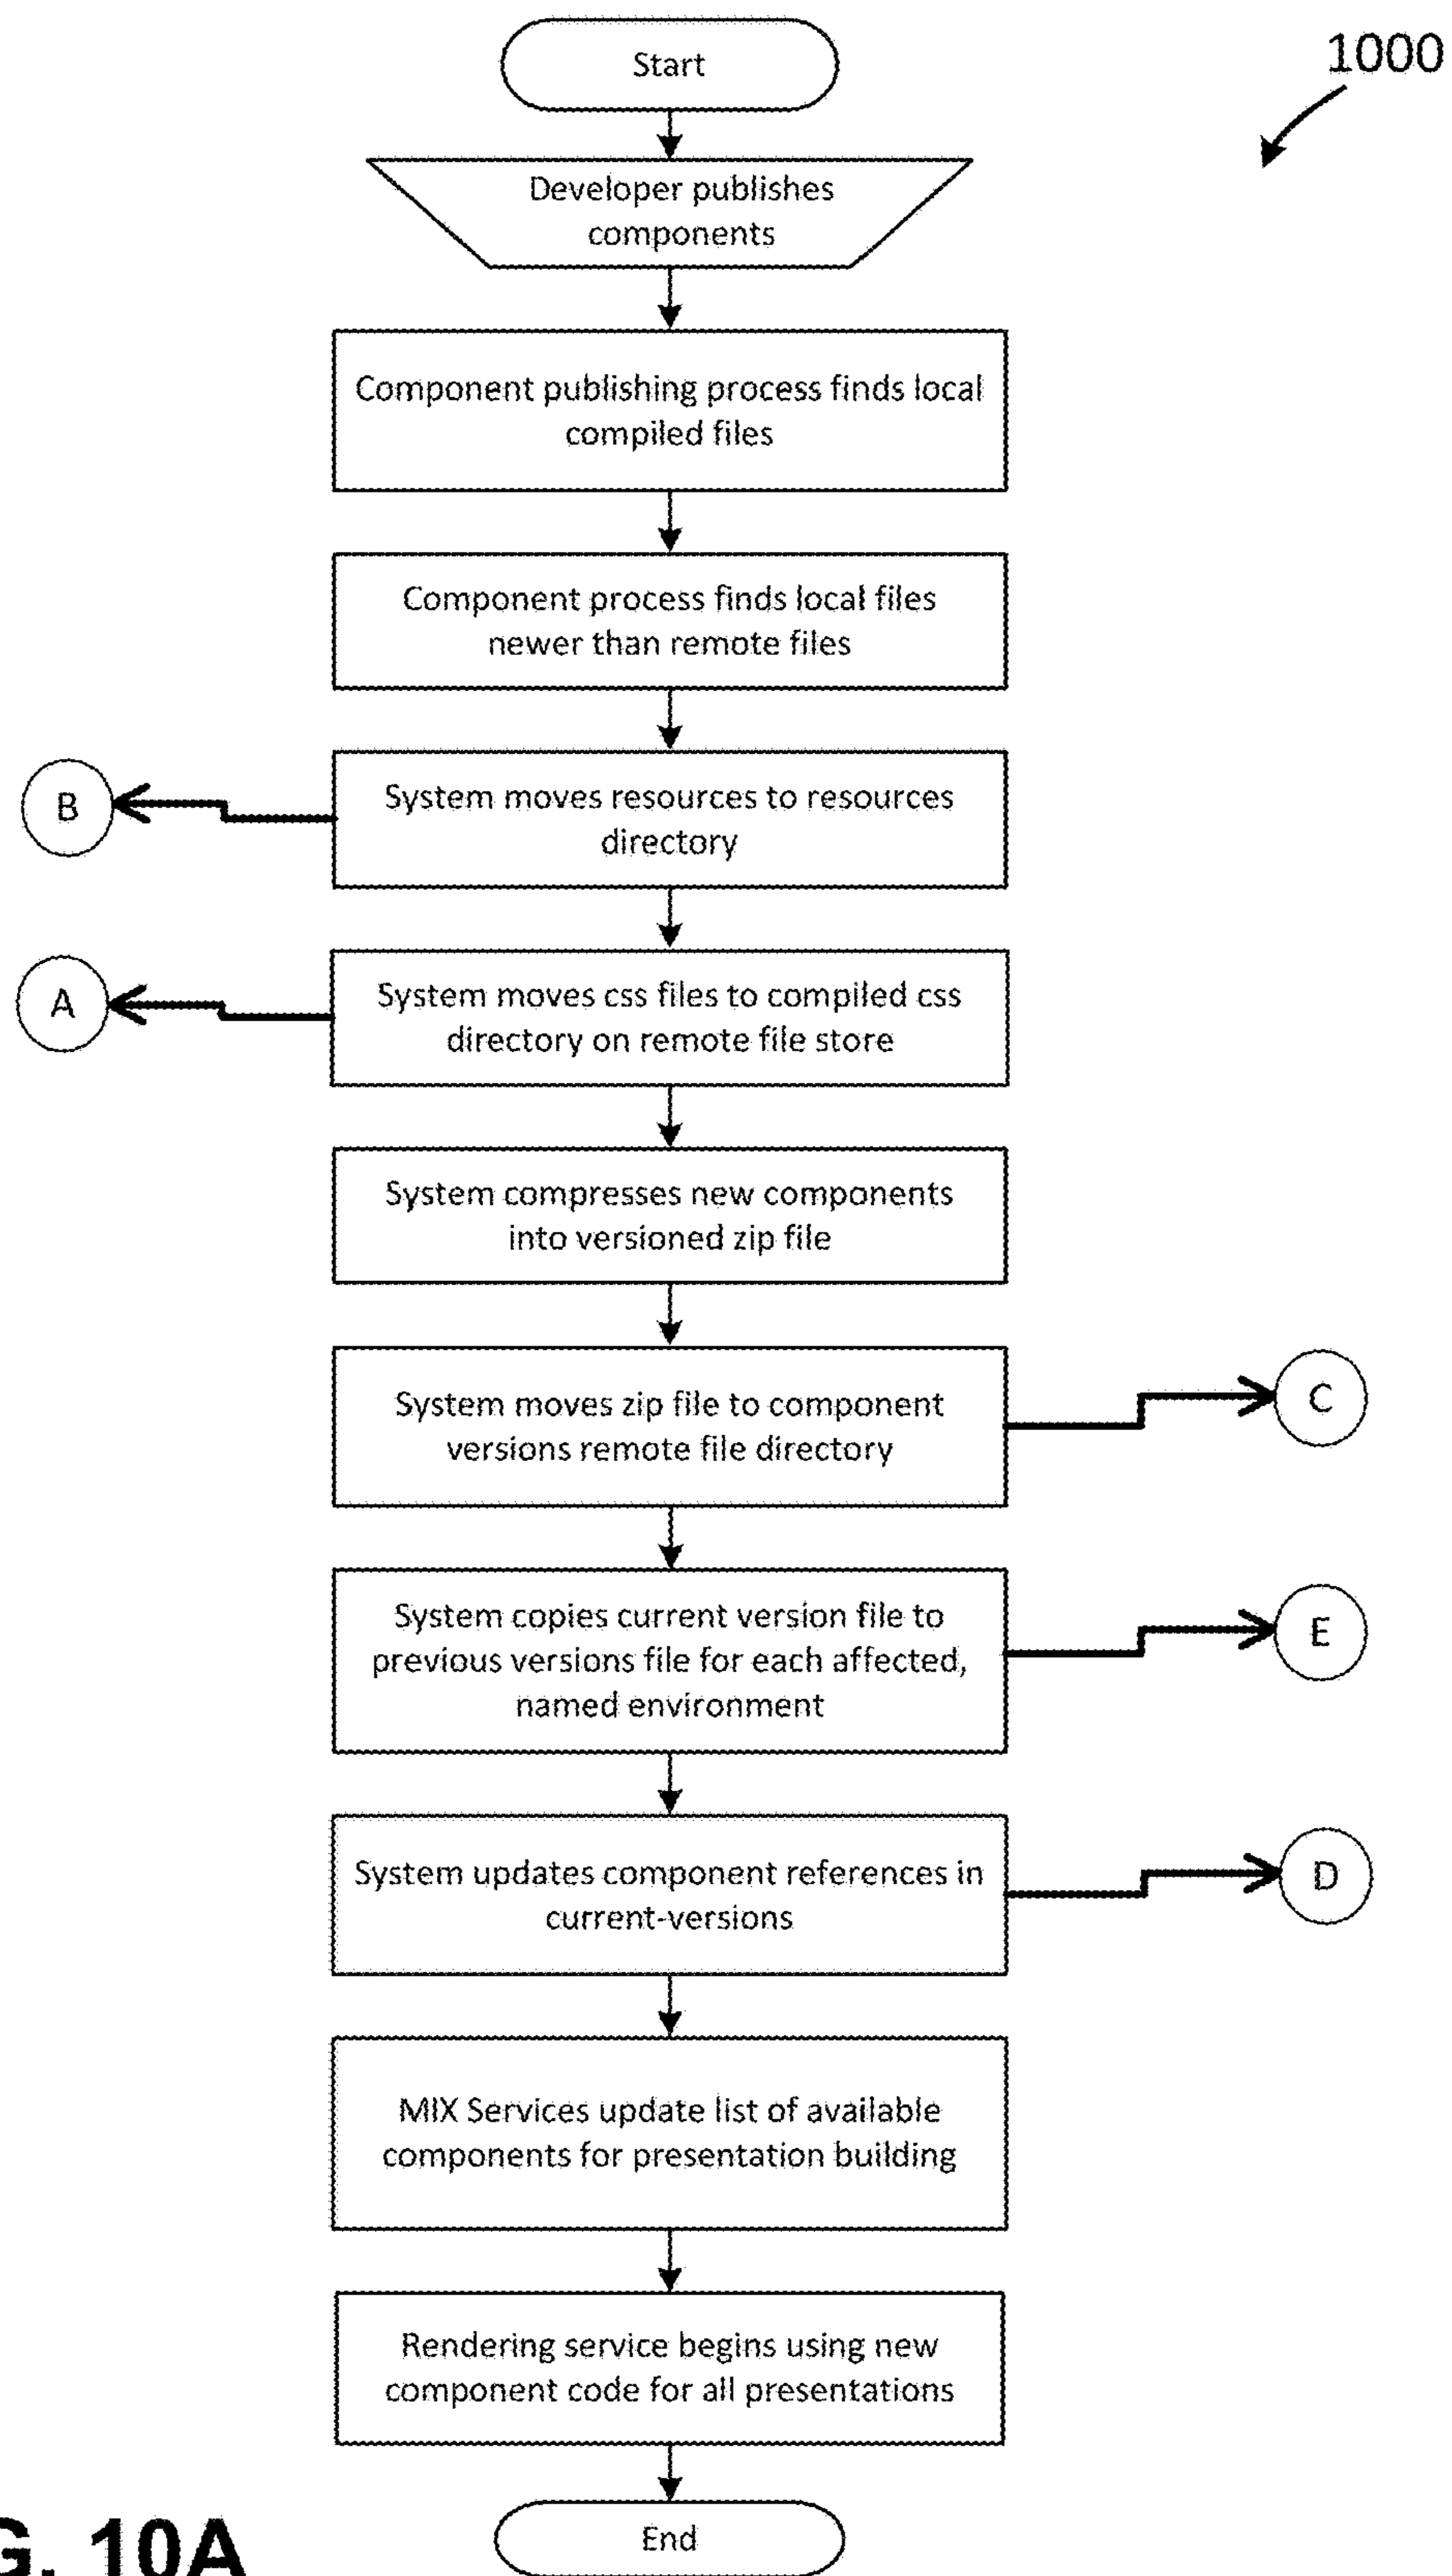 Start
1000
Developer publishes
components
Component publishing process finds local
compiled files
Component process finds local files
newer than remote files
B
System moves resources to resources
directory
A
System moves css files to compiled css
directory on remote file store
System compresses new components
into versioned zip file
System moves zip file to component
versions remote file directory
C
System copies current version file to
previous versions file for each affected,
named environment
E
System updates component references in
current-versions
D
MIX Services update list of available
components for presentation building
Rendering service begins using new
component code for all presentations
End
G. 10A